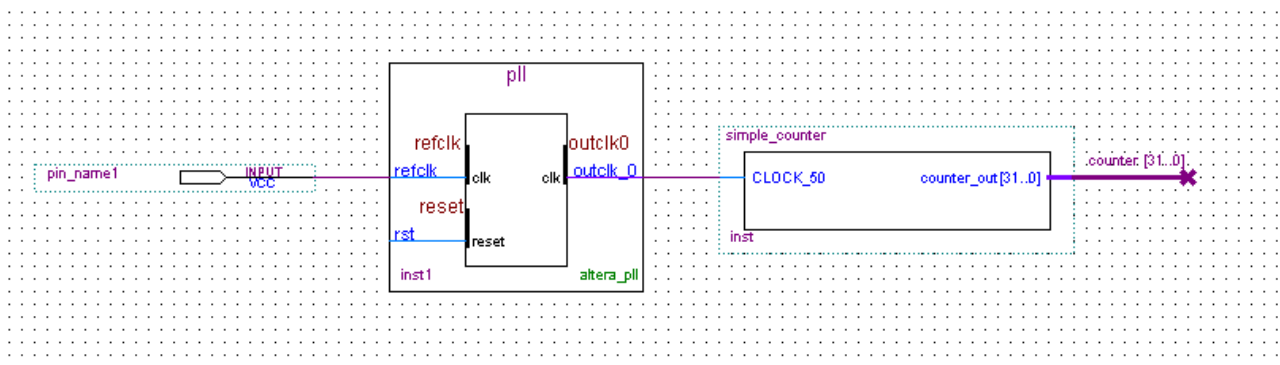 pll
simple_counter
refclk
outclk0
counter [31..0]
pin_name1
INPUT
VCC
refclk
clk
clk
outclk_0
CLOCK_50
counter_out[31..0]
reset
rst
reset
inst
inst1
altera_pll